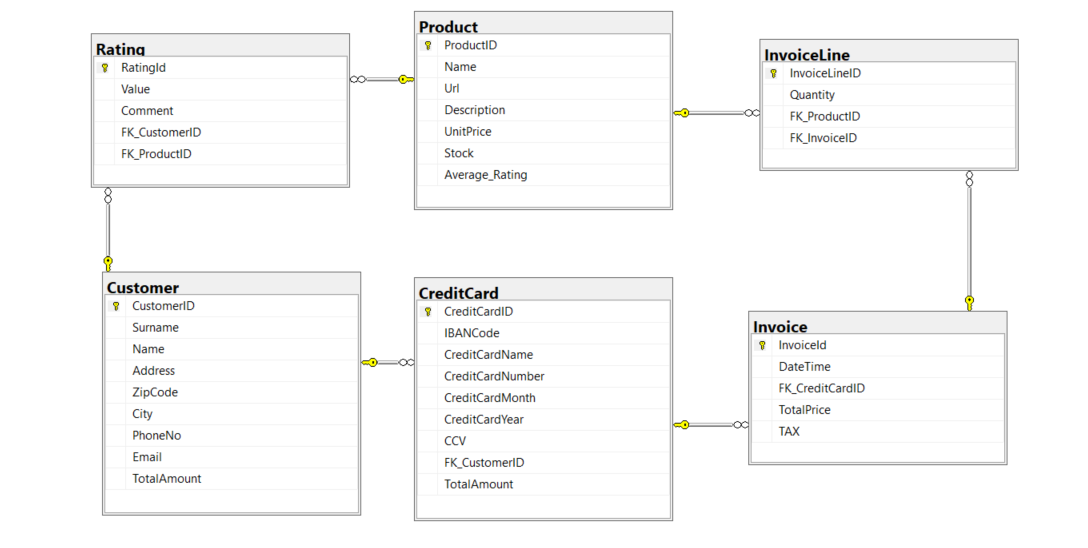 Rating
RatingId
Value
Comment
FK_CustomerID
FK_ProductID
Product
ProductID
Name
Url
Description
UnitPrice
Stock
Average_Rating
InvoiceLine
InvoiceLineID
Quantity
FK_ProductID
FK_InvoiceID
Customer
CustomerID
Surname
Name
Address
ZipCode
City
PhoneNo
Email
TotalAmount
CreditCard
CreditCardID
IBANCode
CreditCardName
CreditCardNumber
CreditCardMonth
CreditCardYear
CCV
FK_CustomerID
TotalAmount
Invoice
InvoiceId
DateTime
FK_CreditCardID
TotalPrice
TAX